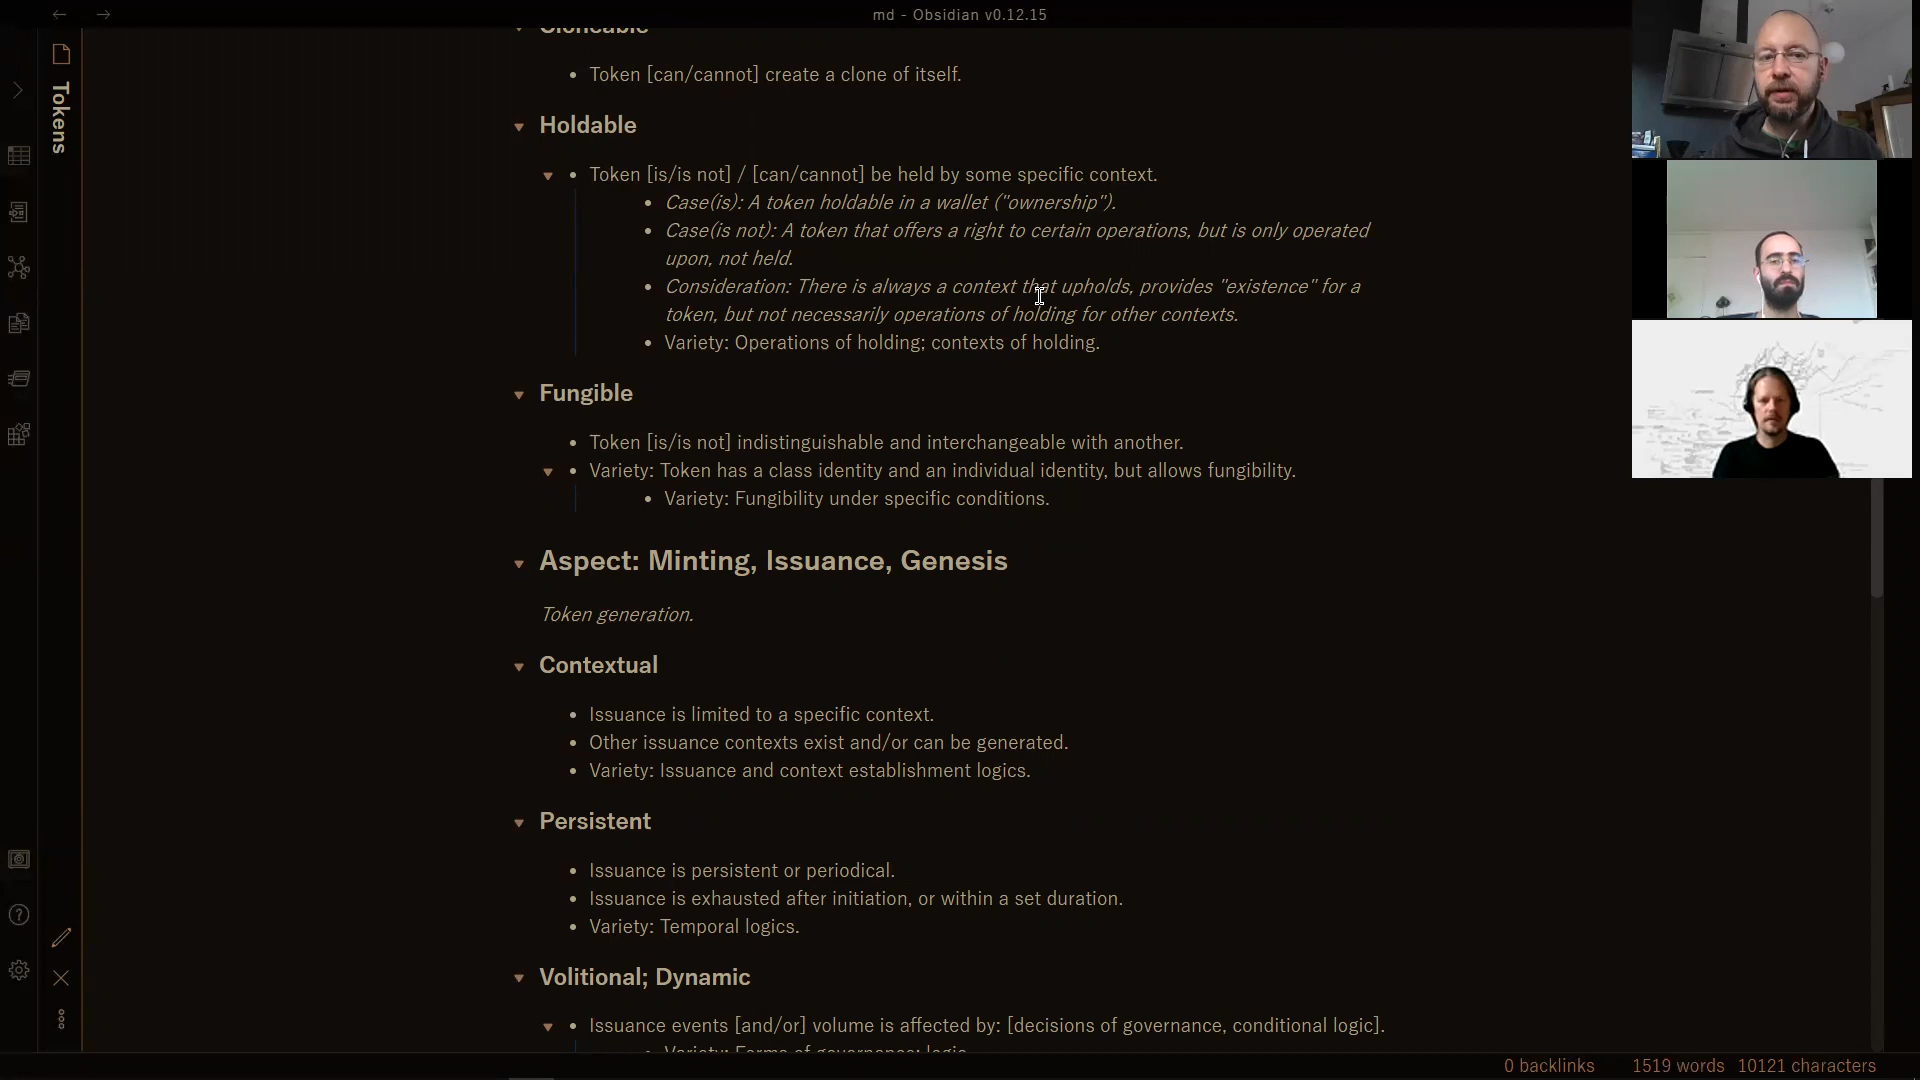 md - Obsidian v0.12.15
Tokens
Cloneable
Token [can/cannot] create a clone of itself.
Holdable
Token [is/is not] / [can/cannot] be held by some specific context.
Case(is): A token holdable in a wallet ("ownership").
Case(is not): A token that offers a right to certain operations, but is only operated
upon, not held.
Consideration: There is always a context that upholds, provides "existence" for a
token, but not necessarily operations of holding for other contexts.
Variety: Operations of holding; contexts of holding.
Fungible
Token [is/is not] indistinguishable and interchangeable with another.
Variety: Token has a class identity and an individual identity, but allows fungibility.
Variety: Fungibility under specific conditions.
Aspect: Minting, Issuance, Genesis
Token generation.
Contextual
Issuance is limited to a specific context.
Other issuance contexts exist and/or can be generated.
Variety: Issuance and context establishment logics.
Persistent
Issuance is persistent or periodical.
Issuance is exhausted after initiation, or within a set duration.
Variety: Temporal logics.
Volitional; Dynamic
Issuance events [and/or] volume is affected by: [decisions of governance, conditional logic].
Variety: Forms of governance; logic
0 backlinks 1519 words 10121 characters